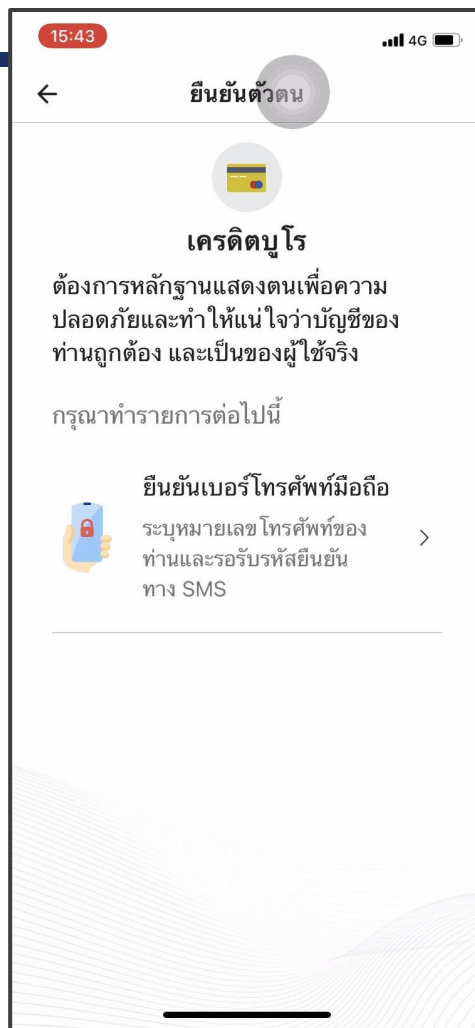 15:43
4G
ยืนยันตัวตน
เครดิตบูโร
ต้องการหลักฐานแสดงตนเพื่อความ
ปลอดภัยและทำให้แน่ใจว่าบัญชีของ
ท่านถูกต้อง และเป็นของผู้ใช้จริง
กรุณาทำรายการต่อไปนี้
ยืนยันเบอร์โทรศัพท์มือถือ
ระบุหมายเลขโทรศัพท์ของ
ท่านและรอรับรหัสยืนยัน
ทาง SMS